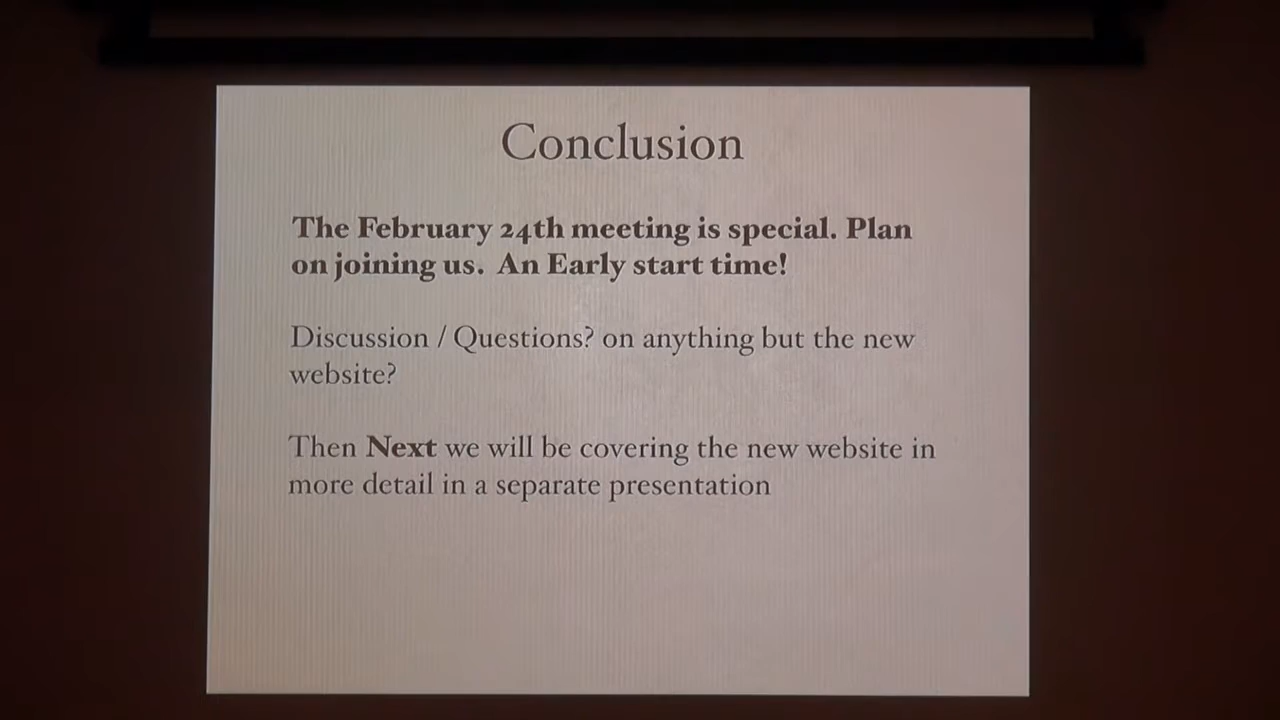 Conclusion
The February 24th meeting is special. Plan
on joining us. An Early start time!
Discussion / Questions? on anything but the new
website?
Then Next we will be covering the new website in
more detail in a separate presentation